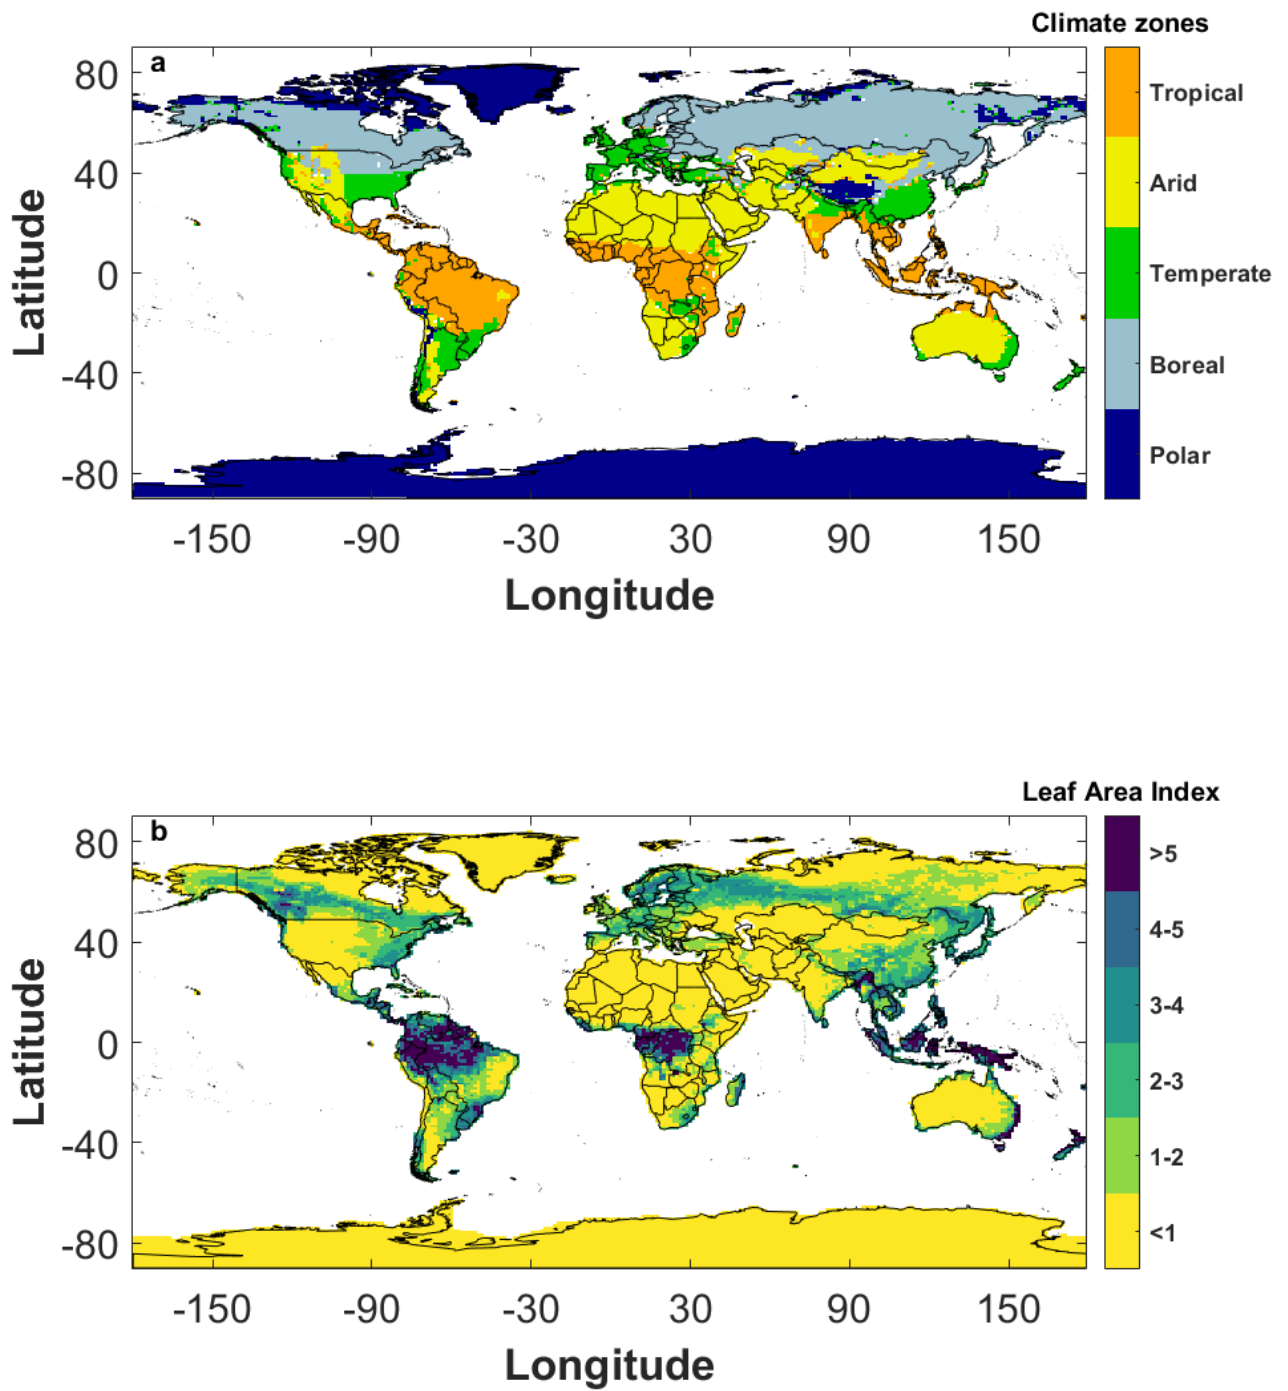 Climate zones
a
80
40
0
-40
-80
Latitude
-150 -90 -30 30 90 150
Longitude
Tropical
Arid
Temperate
Boreal
Polar
Leaf Area Index
b
80
40
0
-40
-80
Latitude
-150 -90 -30 30 90 150
Longitude
>5
4-5
3-4
2-3
1-2
<1